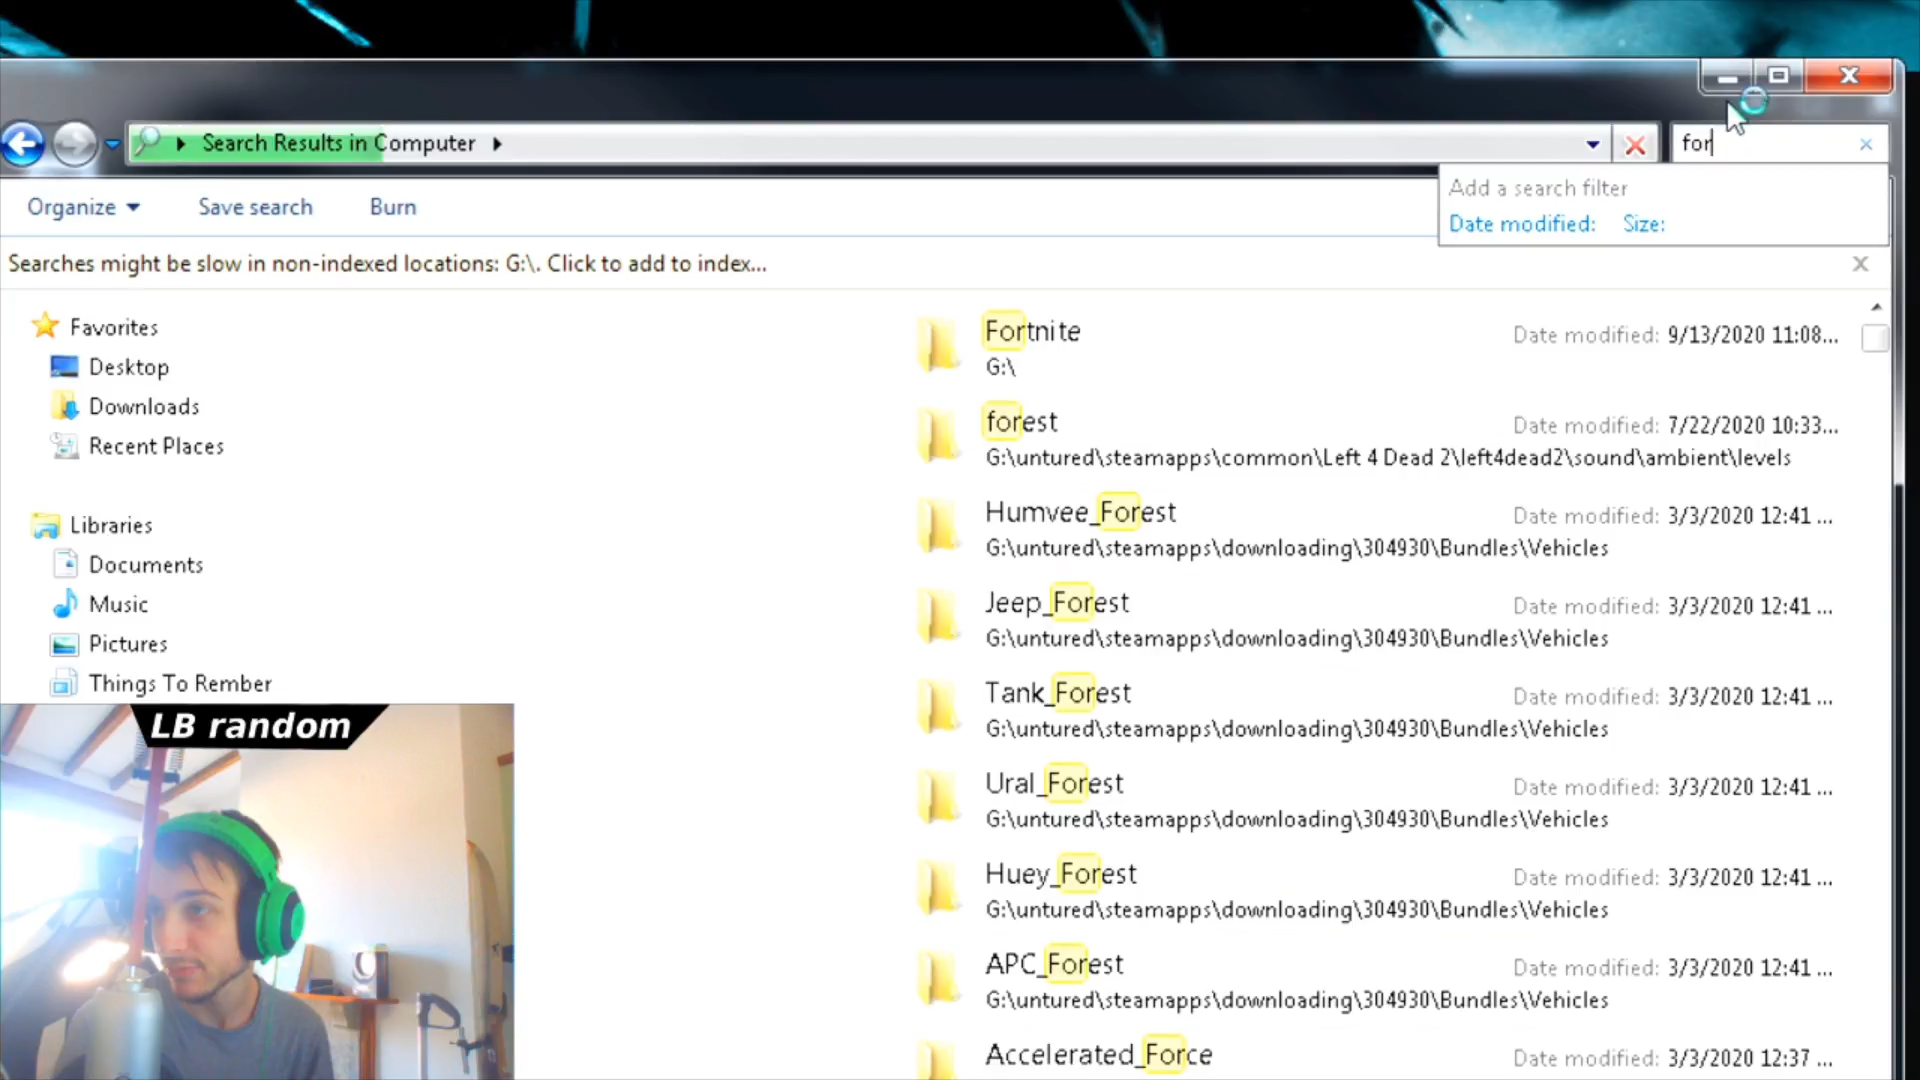 Search Results in Computer
for
Add a search filter
Date modified: Size:
Organize Save search Burn
Searches might be slow in non-indexed locations: G:\. Click to add to index...
Favorites
Desktop
Downloads
Recent Places
Libraries
Documents
Music
Pictures
Things To Rember
Fortnite Date modified: 9/13/2020 11:08...
G:\
forest Date modified: 7/22/2020 10:33...
G:\untured\steamapps\common\Left 4 Dead 2\left4dead2\sound\ambient\levels
Humvee_Forest Date modified: 3/3/2020 12:41 ...
G:\untured\steamapps\downloading\304930\Bundles\Vehicles
Jeep_Forest Date modified: 3/3/2020 12:41 ...
G:\untured\steamapps\downloading\304930\Bundles\Vehicles
Tank_Forest Date modified: 3/3/2020 12:41 ...
G:\untured\steamapps\downloading\304930\Bundles\Vehicles
Ural_Forest Date modified: 3/3/2020 12:41 ...
G:\untured\steamapps\downloading\304930\Bundles\Vehicles
Huey_Forest Date modified: 3/3/2020 12:41 ...
G:\untured\steamapps\downloading\304930\Bundles\Vehicles
APC_Forest Date modified: 3/3/2020 12:41 ...
G:\untured\steamapps\downloading\304930\Bundles\Vehicles
Accelerated_Force Date modified: 3/3/2020 12:37 ...
LB random